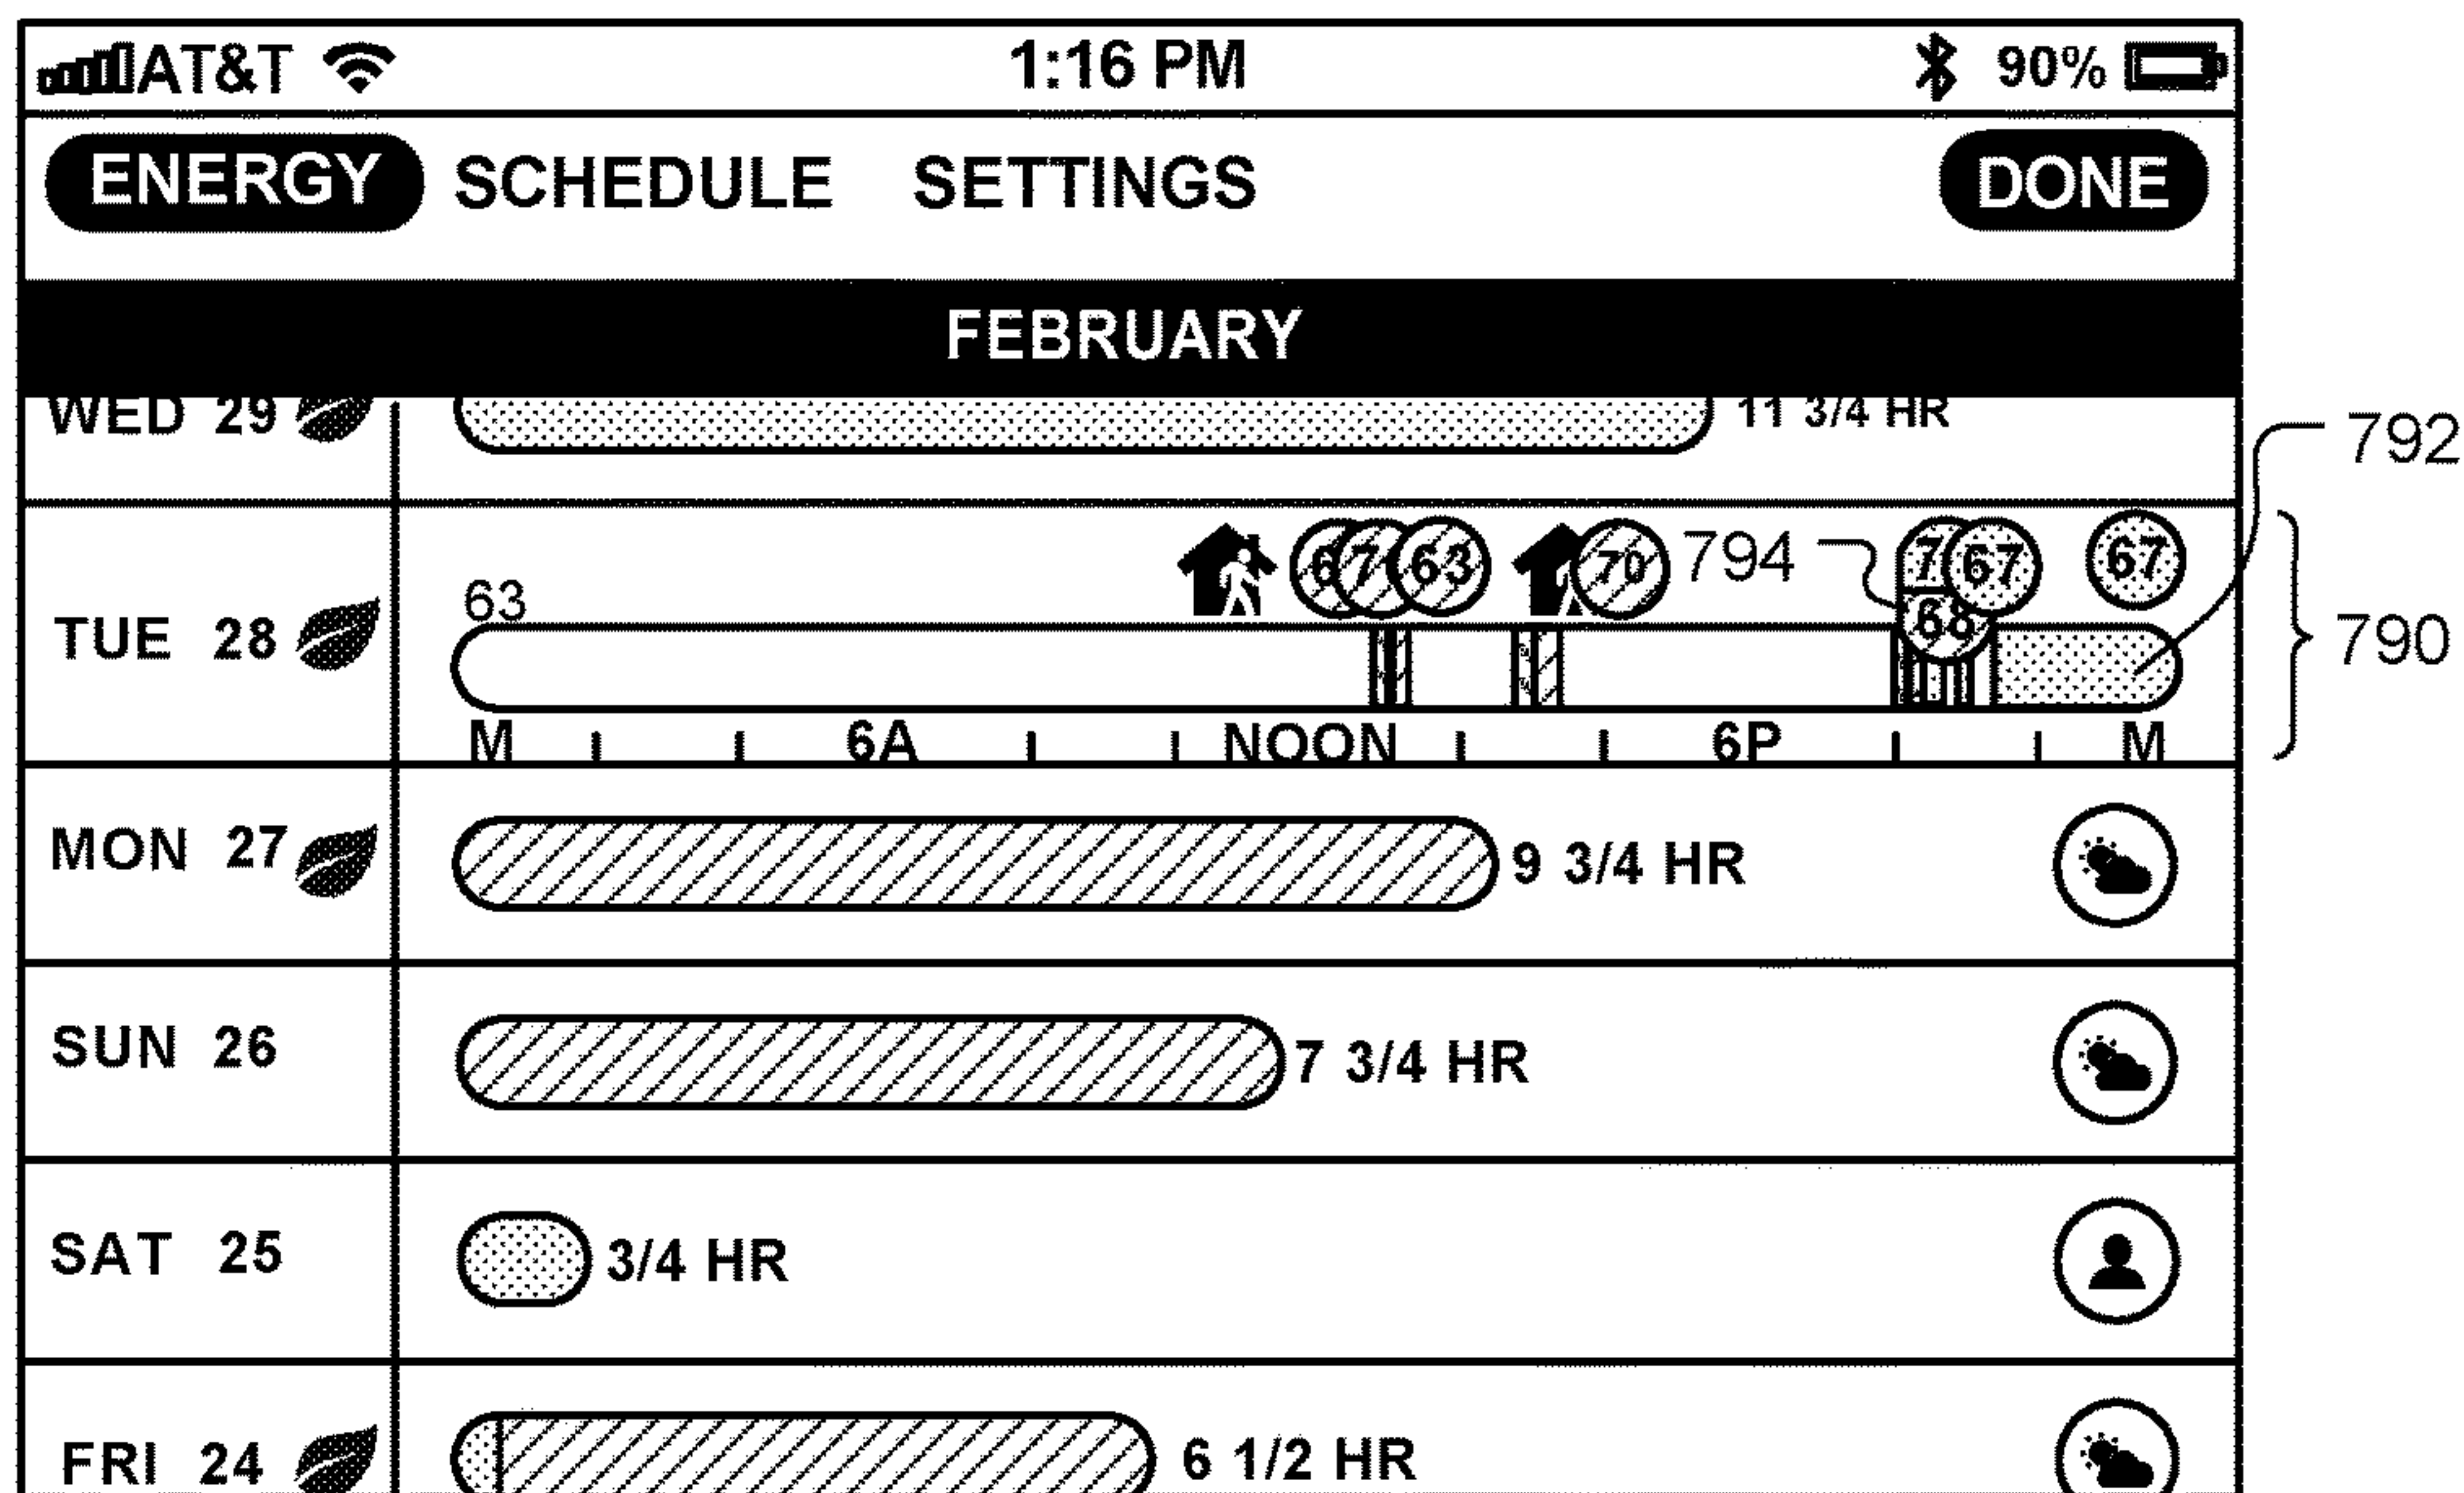 AT&T 1:16 PM 90%
ENERGY SCHEDULE SETTINGS DONE
FEBRUARY
WED 29 11 3/4 HR
792
63 70 794 67 67
63 68
TUE 28 790
M 6A NOON 6P M
MON 27 9 3/4 HR
SUN 26 7 3/4 HR
SAT 25 3/4 HR
FRI 24 6 1/2 HR